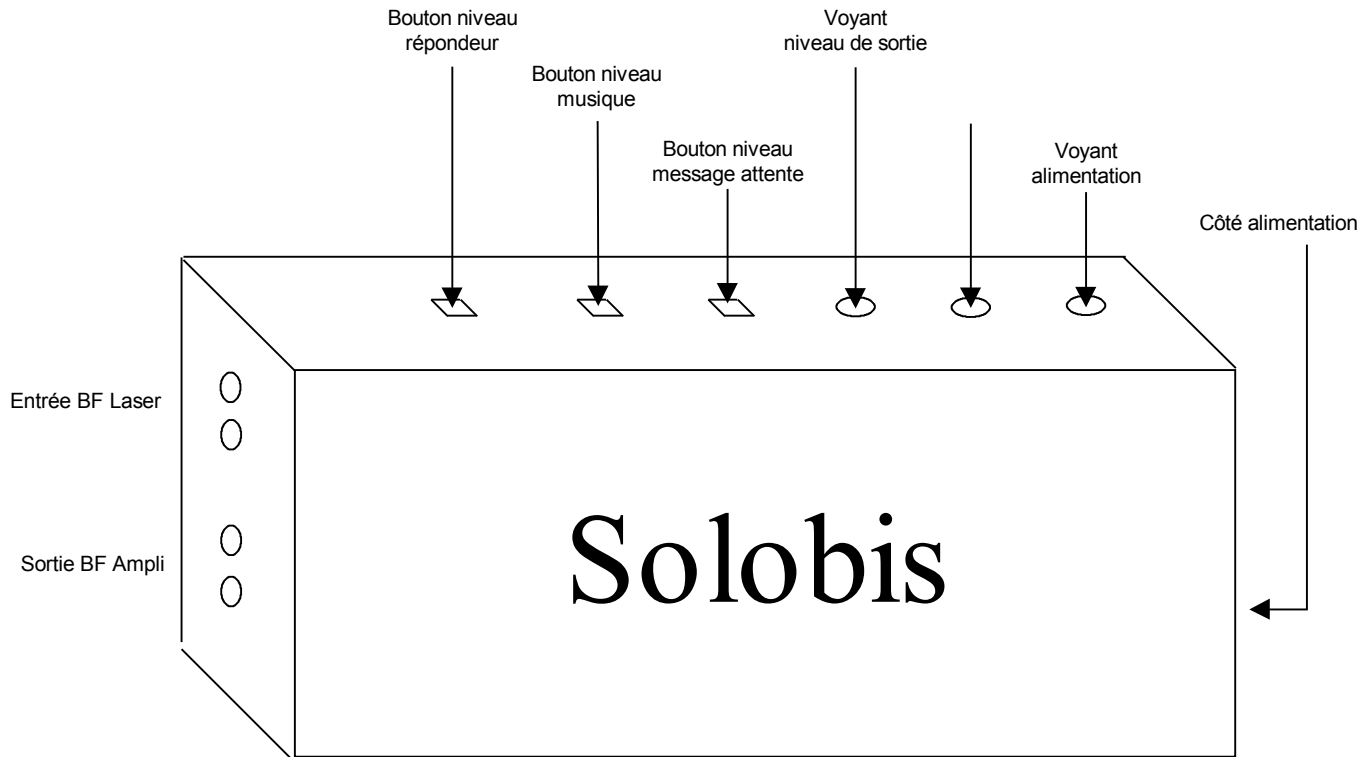 Bouton niveau
répondeur
Bouton niveau
musique
Bouton niveau
message attente
Voyant
niveau de sortie
Voyant
alimentation
Côté alimentation
Entrée BF Laser
Sortie BF Ampli
Solobis